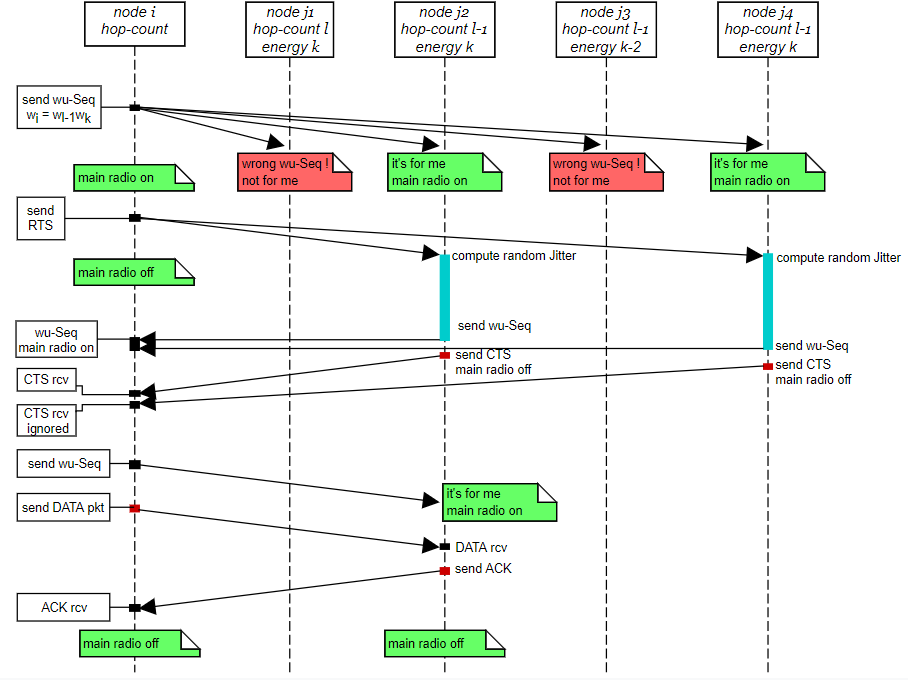 node i
hop-count
node j1
hop-count l
energy k
node j2
hop-count l-1
energy k
node j3
hop-count l-1
energy k-2
node j4
hop-count l-1
energy k
send wu-Seq
wi = wl-1wk
wrong wu-Seq !
not for me
it's for me
main radio on
wrong wu-Seq !
not for me
it's for me
main radio on
main radio on
send
RTS
compute random Jitter
compute random Jitter
main radio off
wu-Seq
main radio on
send wu-Seq
send wu-Seq
send CTS
main radio off
send CTS
main radio off
CTS rcv
CTS rcv
ignored
send wu-Seq
it's for me
main radio on
send DATA pkt
DATA rcv
send ACK
ACK rcv
main radio off
main radio off